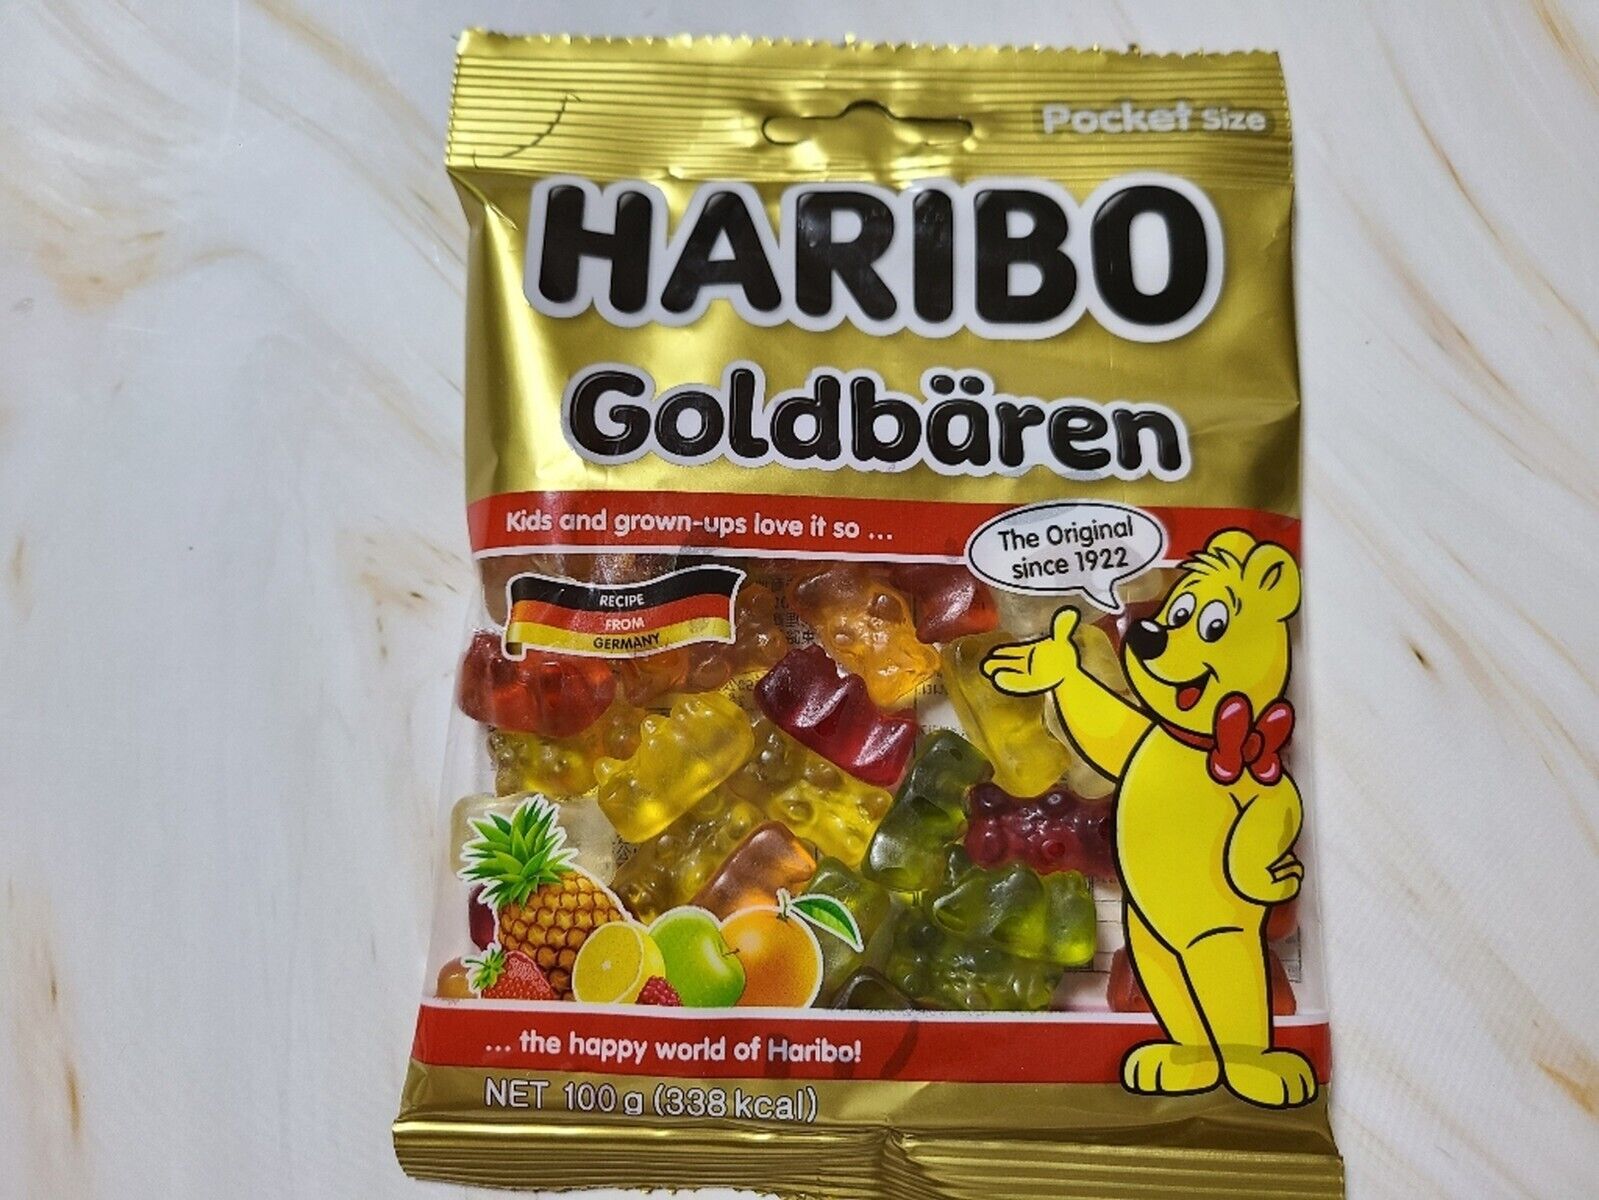 Pocket Size
HARIBO
Goldbären
Kids and grown-ups love it so ...
The Original
since 1922
RECIPE
FROM
GERMANY
... the happy world of Haribo!
NET 100 g (338 kcal)